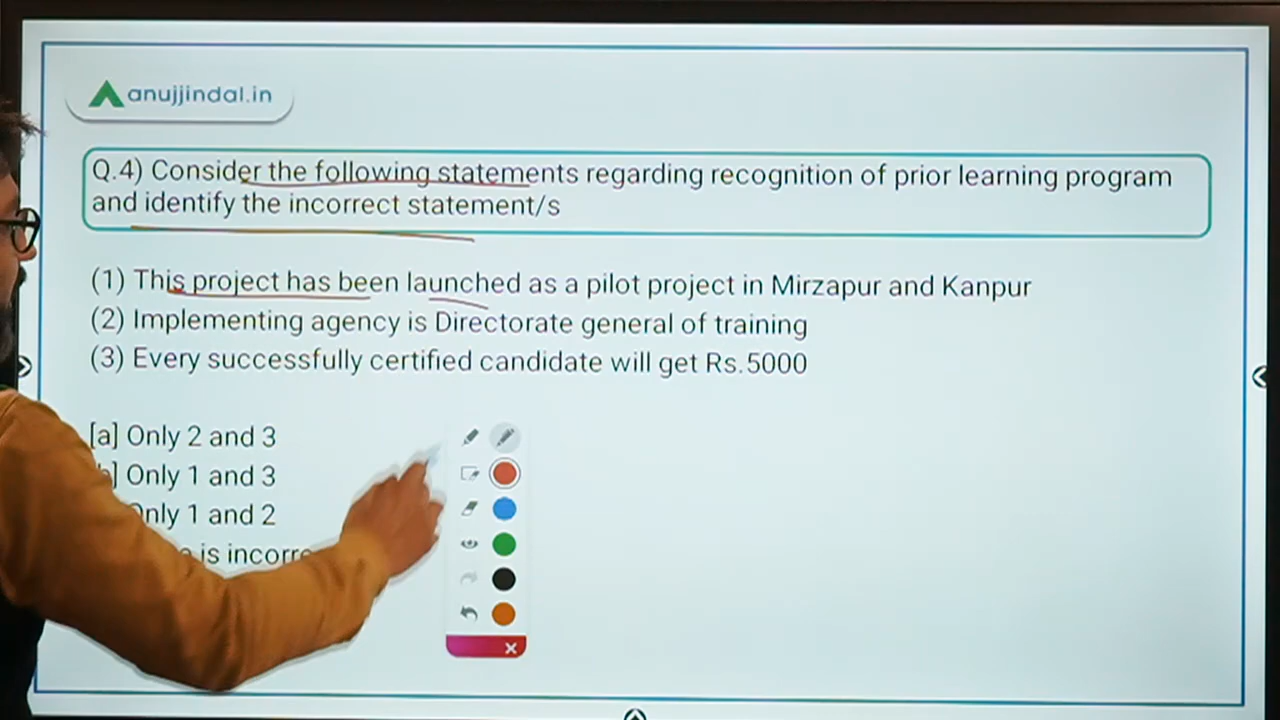 anujjindal.in
Q.4) Consider the following statements regarding recognition of prior learning program
and identify the incorrect statement/s
(1) This project has been launched as a pilot project in Mirzapur and Kanpur
(2) Implementing agency is Directorate general of training
(3) Every successfully certified candidate will get Rs.5000
[a] Only 2 and 3
] Only 1 and 3
Only 1 and 2
is